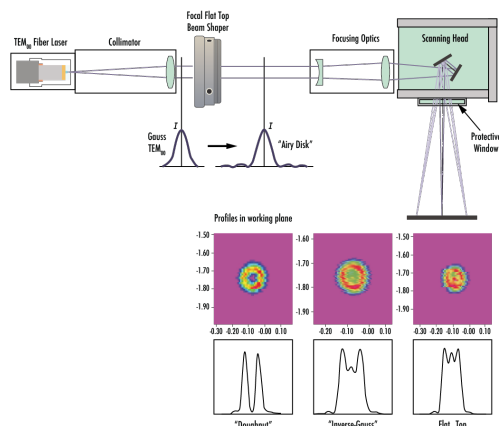 Focal Flat Top
Beam Shaper
TEM00 Fiber Laser
Collimator
Focusing Optics
Scanning Head
I
I
Gauss
TEM00
"Airy Disk"
Protective
Window
Profiles in working plane
-1.50
-1.60
-1.50
-1.60
-1.70
-1.60
-1.70
-1.80
-1.70
-1.80
-1.80
-1.90
-1.90
-1.90
-0.30 -0.20 -0.10 -0.00 0.10
-0.20 -0.10 -0.00 0.10
-0.20 -0.10 -0.00 0.10
"Doughnut"
"Inverse-Gauss"
Flat Top